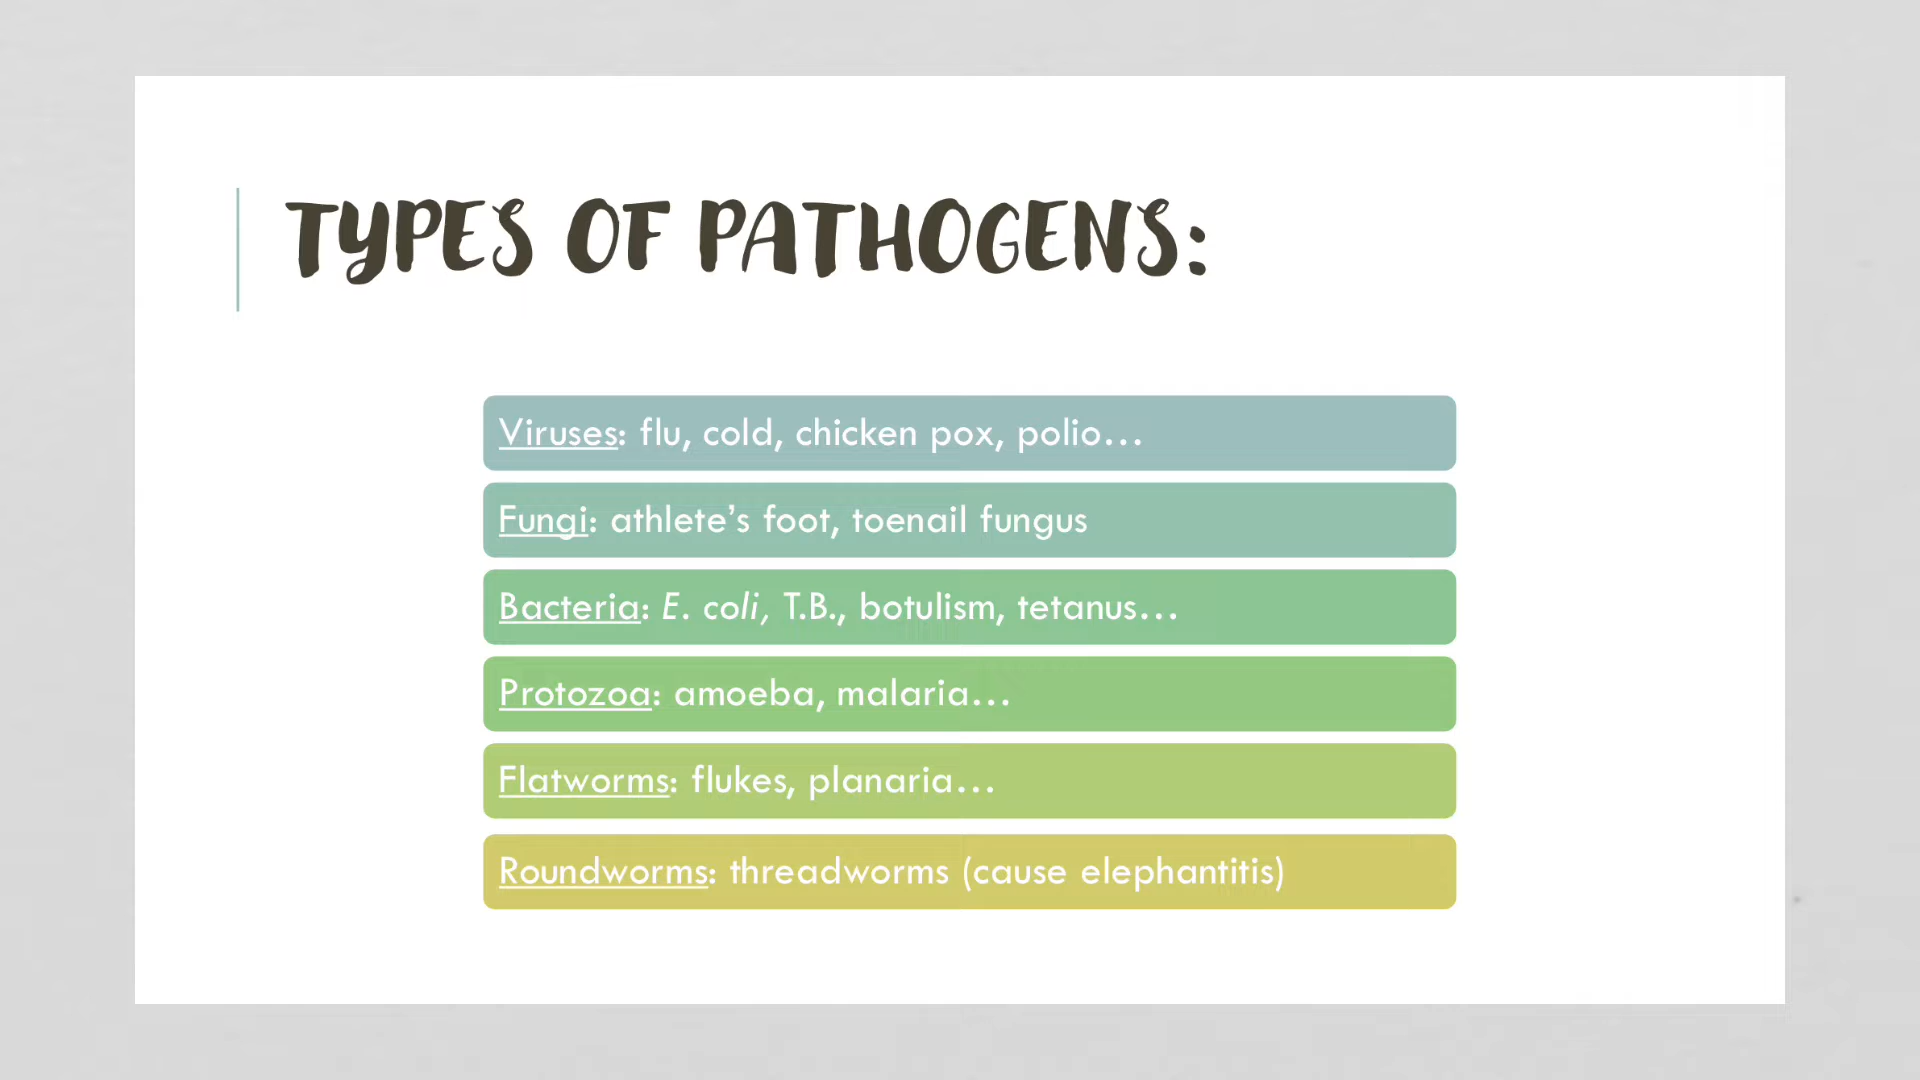 TYPES OF PATHOGENS:
Viruses: flu, cold, chicken pox, polio…
Fungi: athlete’s foot, toenail fungus
Bacteria: E. coli, T.B., botulism, tetanus…
Protozoa: amoeba, malaria…
Flatworms: flukes, planaria…
Roundworms: threadworms (cause elephantitis)